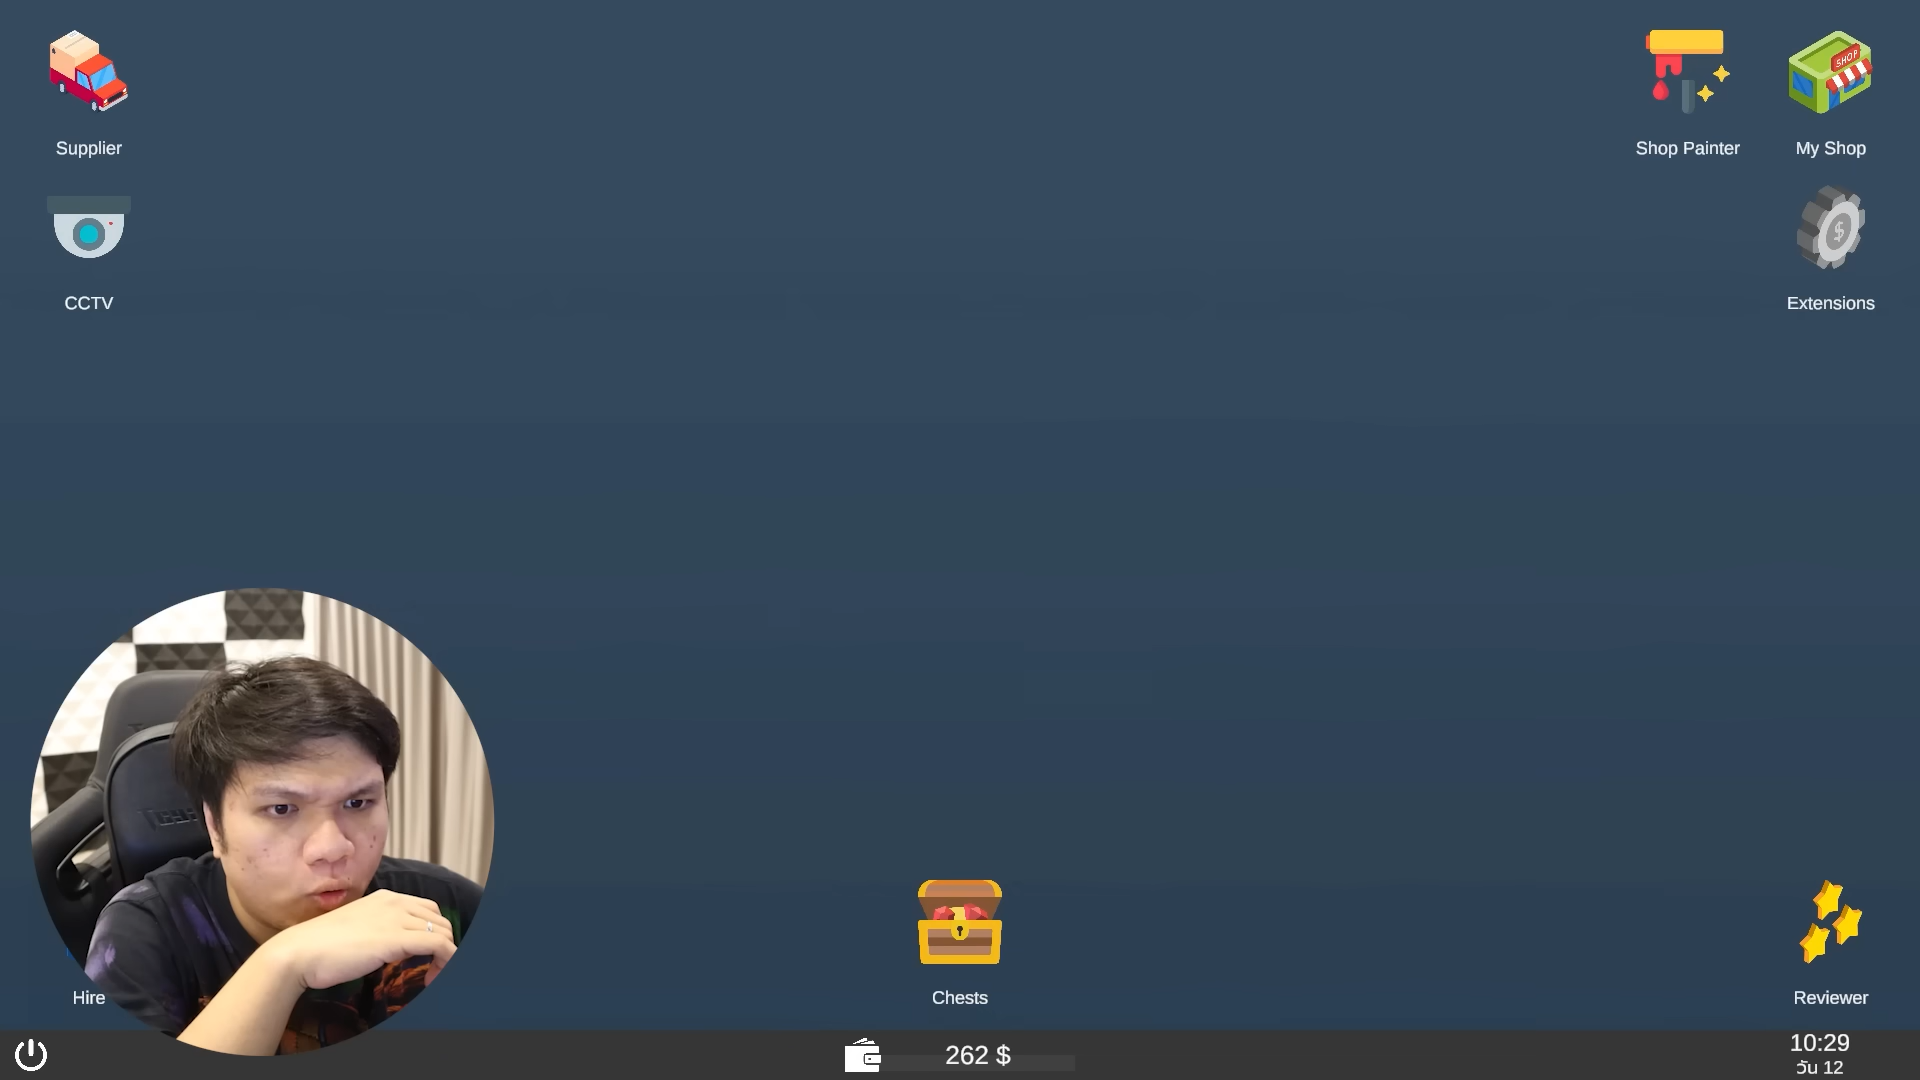 Supplier
Shop Painter
SHOP
My Shop
CCTV
$
Extensions
Hire
Chests
Reviewer
262 $
10:29
วัน 12